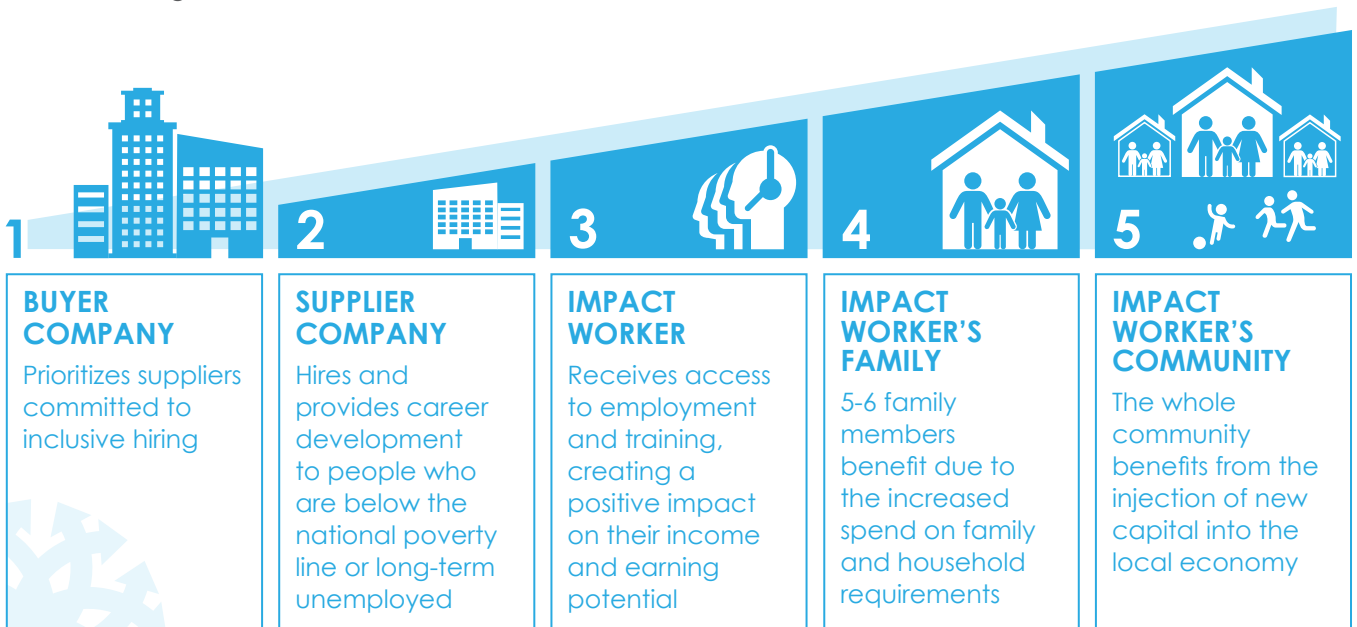 1
2
3
4
5
BUYER
COMPANY
Prioritizes suppliers
committed to
inclusive hiring
SUPPLIER
COMPANY
Hires and
provides career
development
to people who
are below the
national poverty
line or long-term
unemployed
IMPACT
WORKER
Receives access
to employment
and training,
creating a
positive impact
on their income
and earning
potential
IMPACT
WORKER’S
FAMILY
5-6 family
members
benefit due to
the increased
spend on family
and household
requirements
IMPACT
WORKER’S
COMMUNITY
The whole
community
benefits from the
injection of new
capital into the
local economy